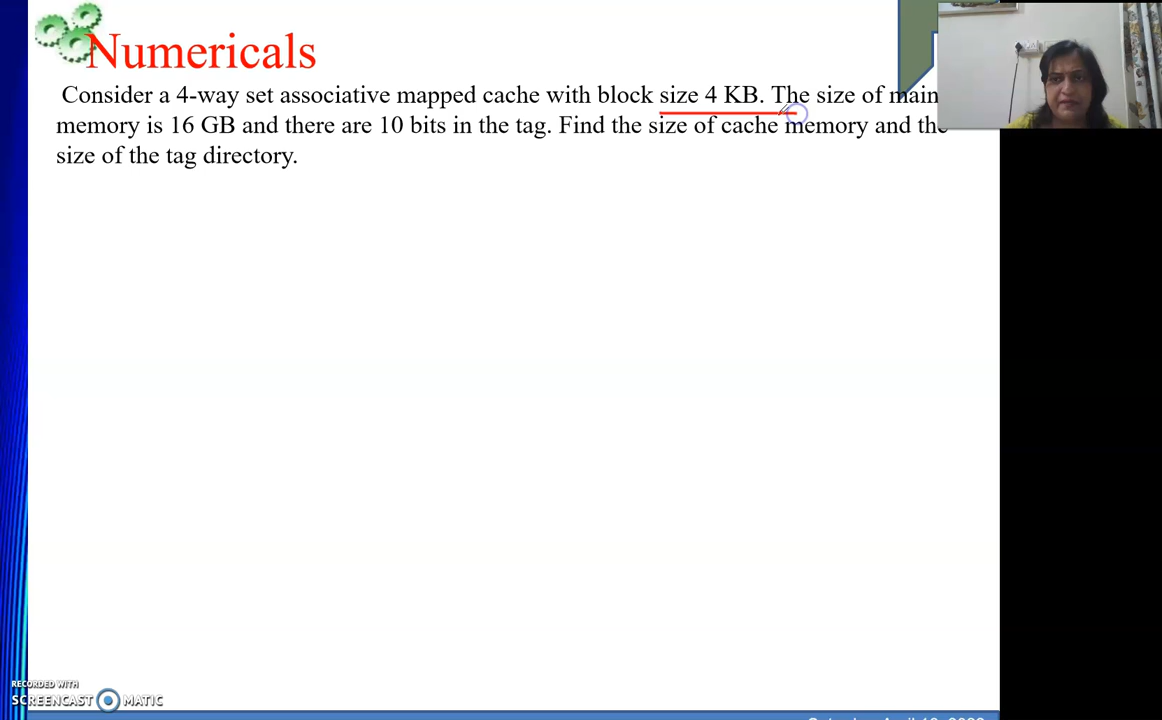 Numericals
Consider a 4-way set associative mapped cache with block size 4 KB. The size of main
memory is 16 GB and there are 10 bits in the tag. Find the size of cache memory and the
size of the tag directory.
RECORDED WITH
SCREENCAST MATIC